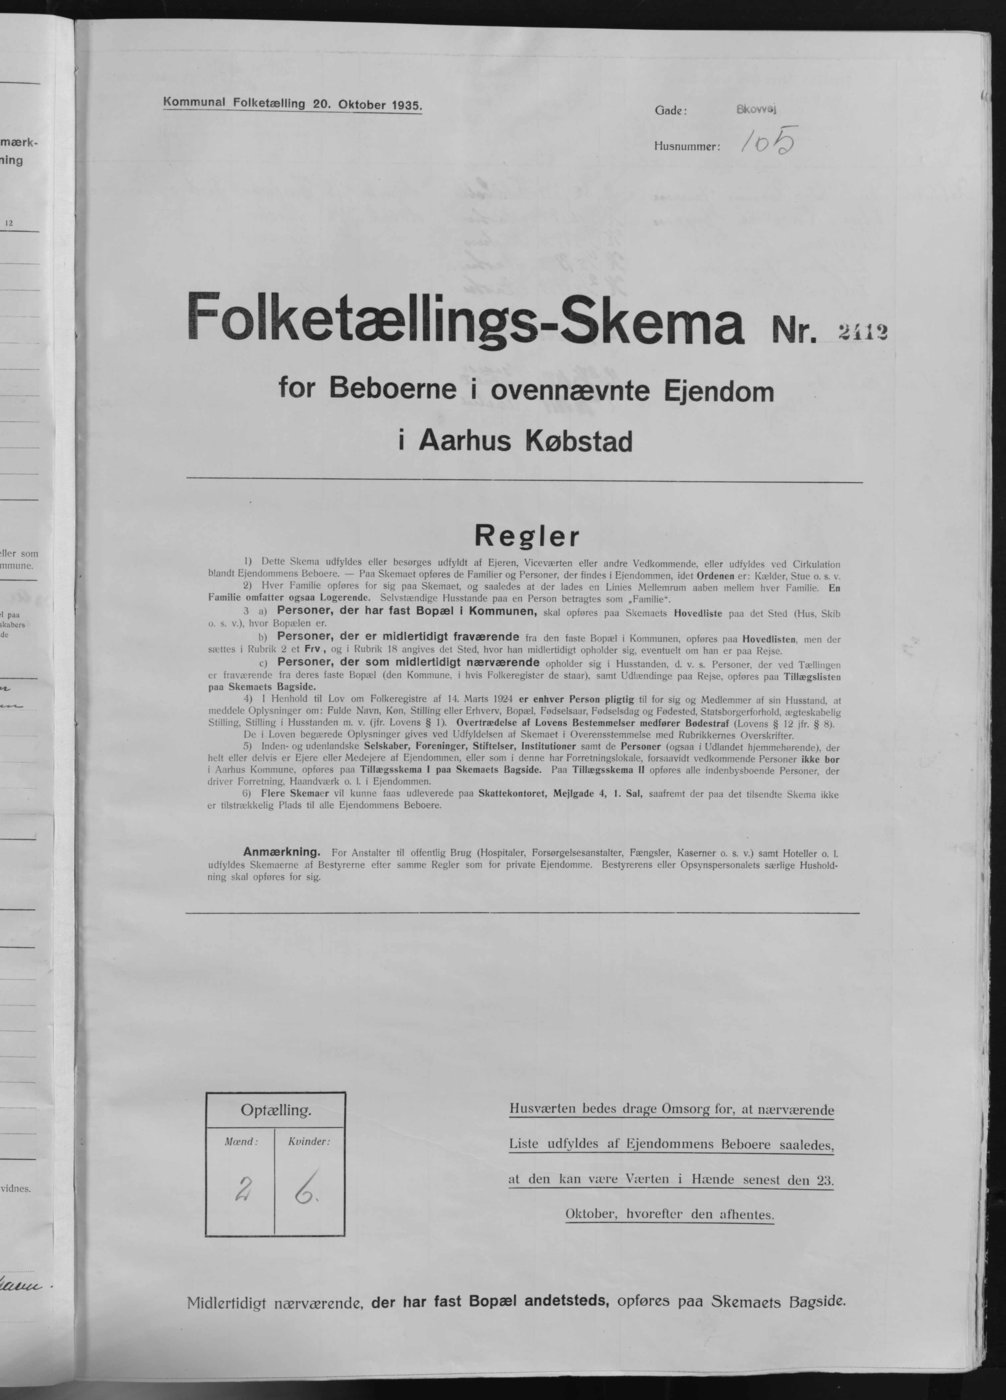 mærk-
ning
12
eller som
mmune.
l paa
skabers
de
vidnes.
Kommunal Folketælling 20. Oktober 1935.
Gade: Skovvej
Husnummer: 105
Folketællings-Skema Nr. 2412
for Beboerne i ovennævnte Ejendom
i Aarhus Købstad
Regler
1) Dette Skema udfyldes eller besørges udfyldt af Ejeren, Viceværten eller andre Vedkommende, eller udfyldes ved Cirkulation
blandt Ejendommens Beboere. — Paa Skemaet opføres de Familier og Personer, der findes i Ejendommen, idet Ordenen er: Kælder, Stue o. s. v.
2) Hver Familie opføres for sig paa Skemaet, og saaledes at der lades en Linies Mellemrum aaben mellem hver Familie. En
Familie omfatter ogsaa Logerende. Selvstændige Husstande paa en Person betragtes som „Familie“.
3 a) Personer, der har fast Bopæl i Kommunen, skal opføres paa Skemaets Hovedliste paa det Sted (Hus, Skib
o. s. v.), hvor Bopælen er.
b) Personer, der er midlertidigt fraværende fra den faste Bopæl i Kommunen, opføres paa Hovedlisten, men der
sættes i Rubrik 2 et Frv., og i Rubrik 18 angives det Sted, hvor han midlertidigt opholder sig, eventuelt om han er paa Rejse.
c) Personer, der som midlertidigt nærværende opholder sig i Husstanden, d. v. s. Personer, der ved Tællingen
er fraværende fra deres faste Bopæl (den Kommune, i hvis Folkeregister de staar), samt Udlændinge paa Rejse, opføres paa Tillægslisten
paa Skemaets Bagside.
4) I Henhold til Lov om Folkeregistre af 14. Marts 1924 er enhver Person pligtig til for sig og Medlemmer af sin Husstand, at
meddele Oplysninger om: Fulde Navn, Køn, Stilling eller Erhverv, Bopæl, Fødselsaar, Fødselsdag og Fødested, Statsborgerforhold, ægteskabelig
Stilling, Stilling i Husstanden m. v. (jfr. Lovens § 1). Overtrædelse af Lovens Bestemmelser medfører Bødestraf (Lovens § 12 jfr. § 8).
De i Loven begærede Oplysninger gives ved Udfyldelsen af Skemaet i Overensstemmelse med Rubrikkernes Overskrifter.
5) Inden- og udenlandske Selskaber, Foreninger, Stiftelser, Institutioner samt de Personer (ogsaa i Udlandet hjemmehørende), der
helt eller delvis er Ejere eller Medejere af Ejendommen, eller som i denne har Forretningslokale, forsaavidt vedkommende Personer ikke bor
i Aarhus Kommune, opføres paa Tillægsskema I paa Skemaets Bagside. Paa Tillægsskema II opføres alle indenbysboende Personer, der
driver Forretning, Haandværk o. l. i Ejendommen.
6) Flere Skemaer vil kunne faas udleverede paa Skattekontoret, Mejlgade 4, 1. Sal, saafremt der paa det tilsendte Skema ikke
er tilstrækkelig Plads til alle Ejendommens Beboere.
Anmærkning. For Anstalter til offentlig Brug (Hospitaler, Forsørgelsesanstalter, Fængsler, Kaserner o. s. v.) samt Hoteller o. l.
udfyldes Skemaerne af Bestyrerne efter samme Regler som for private Ejendomme. Bestyrerens eller Opsynspersonalets særlige Hushold-
ning skal opføres for sig.
Optælling.
Mænd: Kvinder:
2 6.
Husværten bedes drage Omsorg for, at nærværende
Liste udfyldes af Ejendommens Beboere saaledes,
at den kan være Værten i Hænde senest den 23.
Oktober, hvorefter den afhentes.
Midlertidigt nærværende, der har fast Bopæl andetsteds, opføres paa Skemaets Bagside.